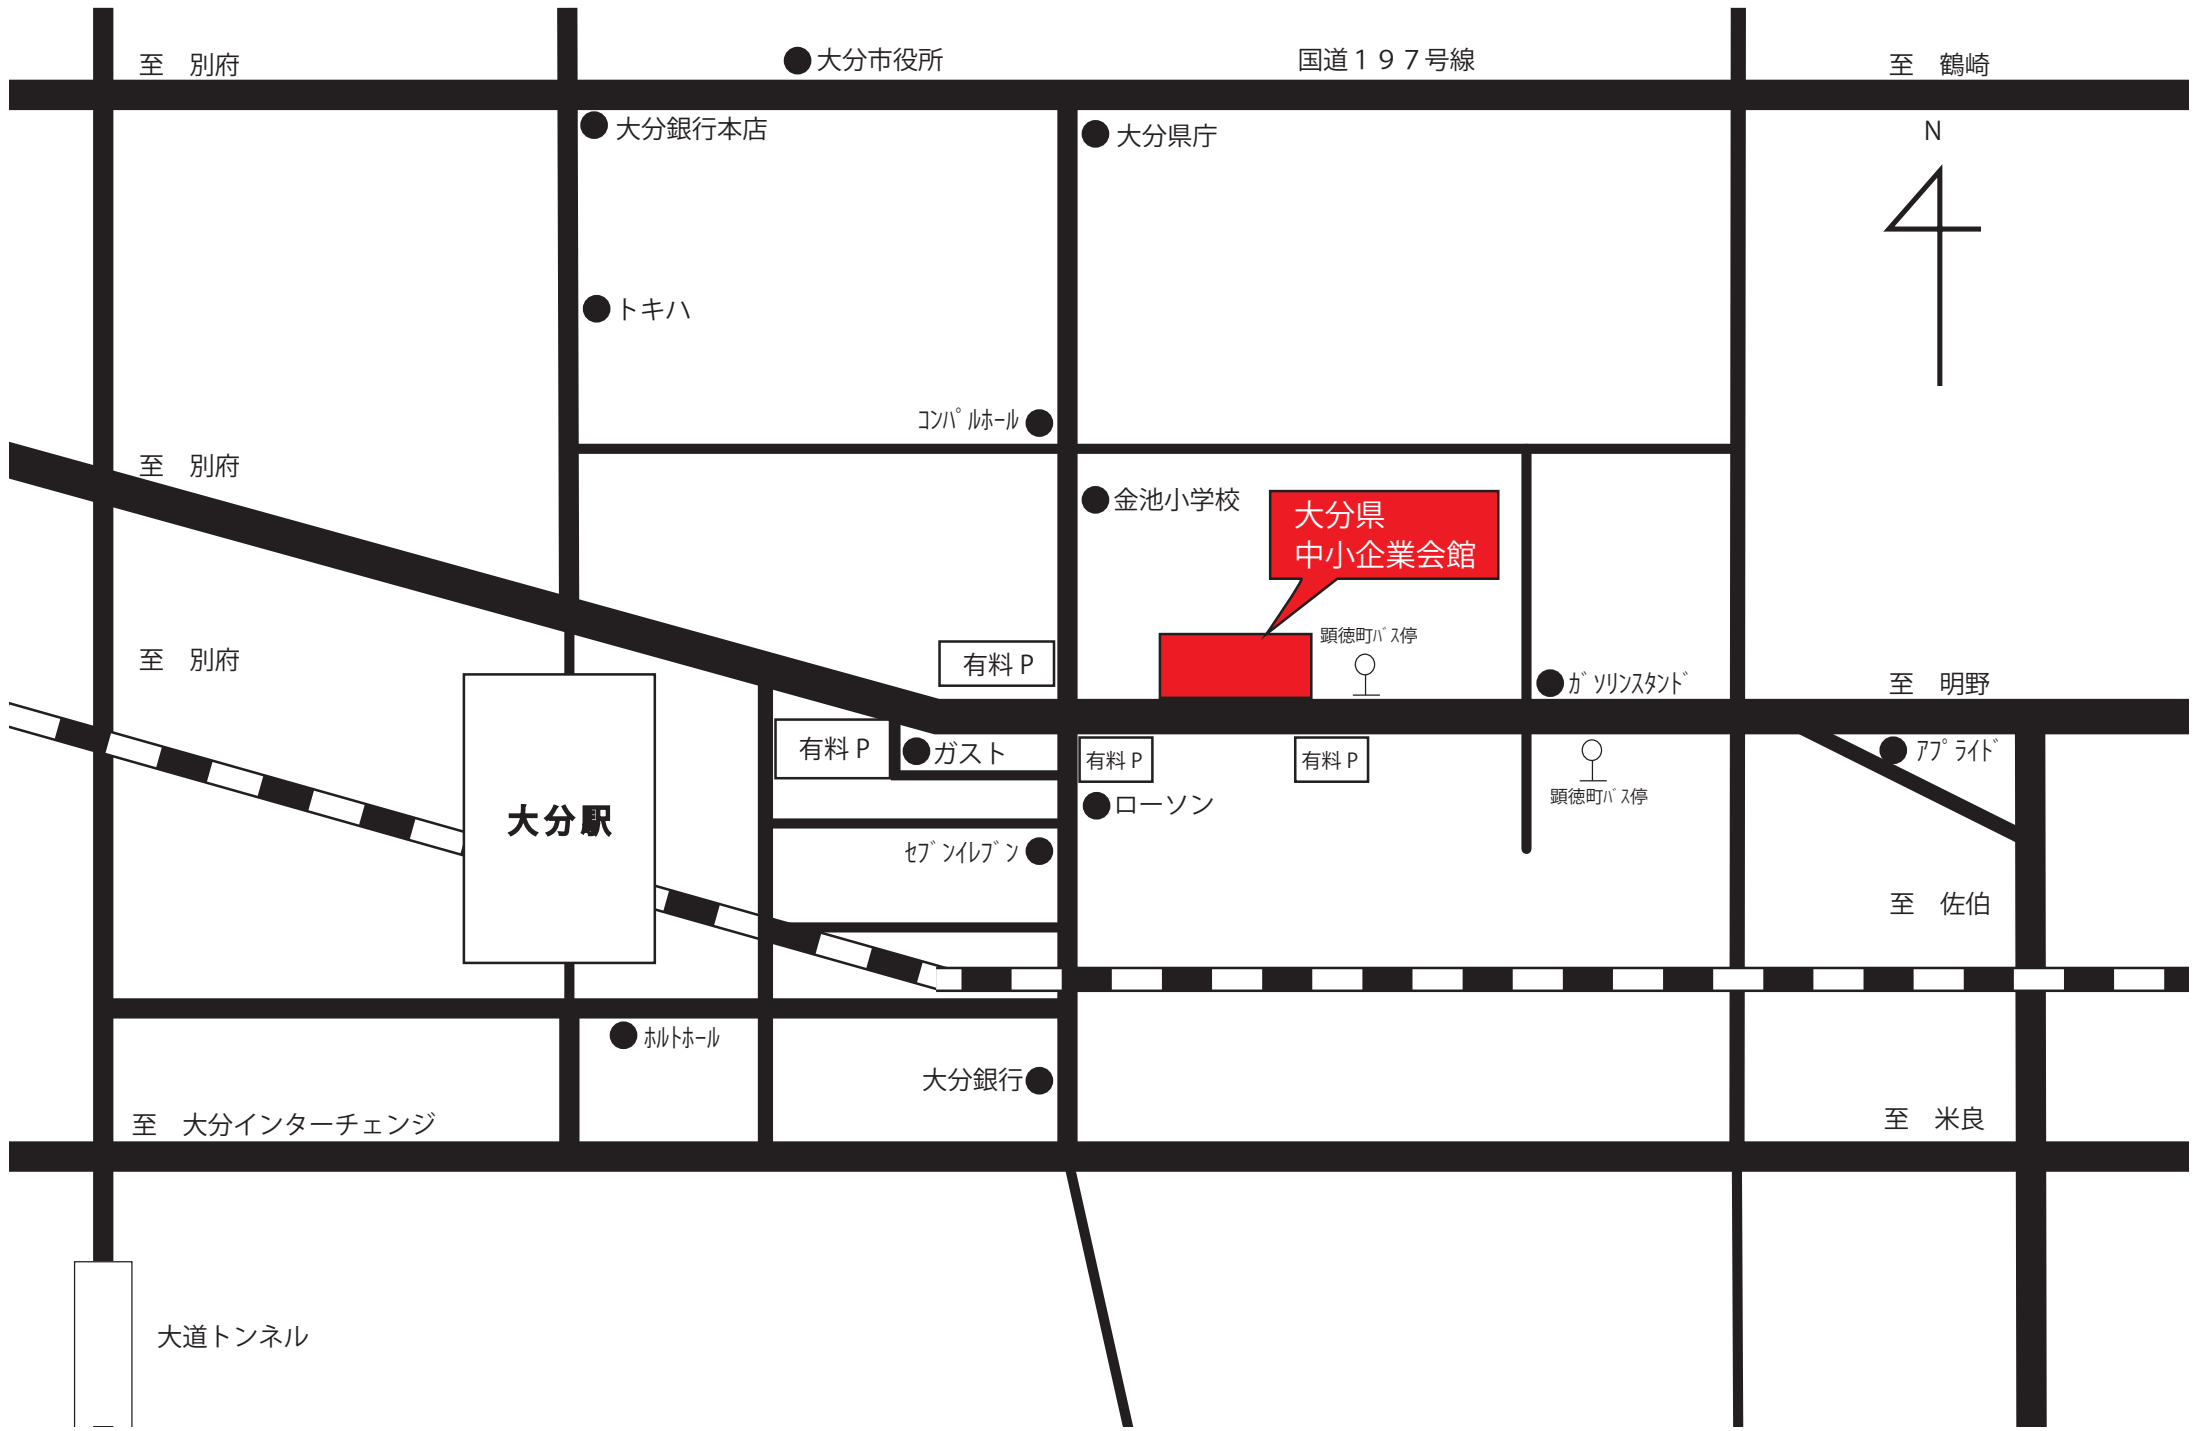 至　別府
大分市役所
国道１９７号線
至　鶴崎
大分銀行本店
大分県庁
N
トキハ
ｺﾝﾊﾟﾙﾎｰﾙ
至　別府
金池小学校
大分県
中小企業会館
顕徳町ﾊﾞｽ停
至　別府
有料 P
ｶﾞｿﾘﾝｽﾀﾝﾄﾞ
至　明野
有料 P
ガスト
有料 P
有料 P
ｱﾌﾟﾗｲﾄﾞ
顕徳町ﾊﾞｽ停
ローソン
大分駅
ｾﾌﾞﾝｲﾚﾌﾞﾝ
至　佐伯
ﾎﾙﾄﾎｰﾙ
大分銀行
至　大分インターチェンジ
至　米良
大道トンネル